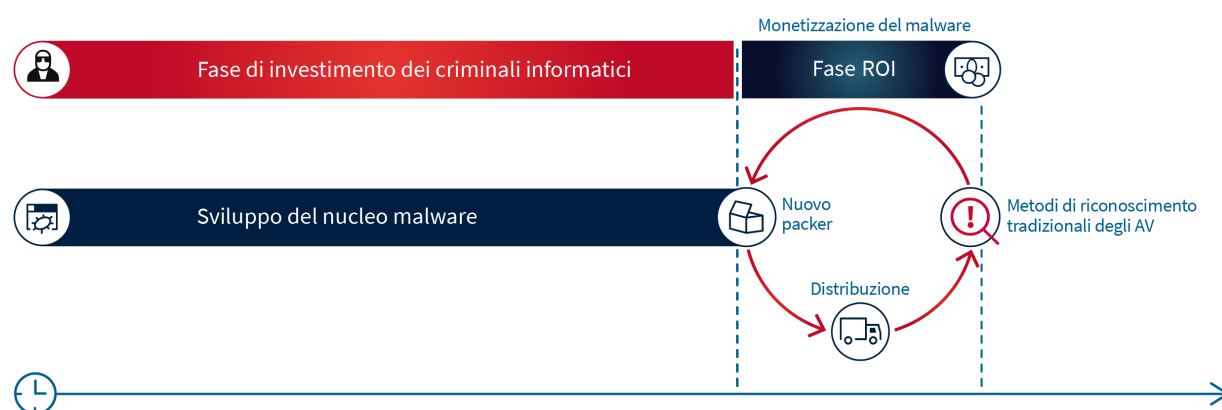 Monetizzazione del malware
Fase di investimento dei criminali informatici
Fase ROI
Sviluppo del nucleo malware
Nuovo
packer
Metodi di riconoscimento
tradizionali degli AV
Distribuzione